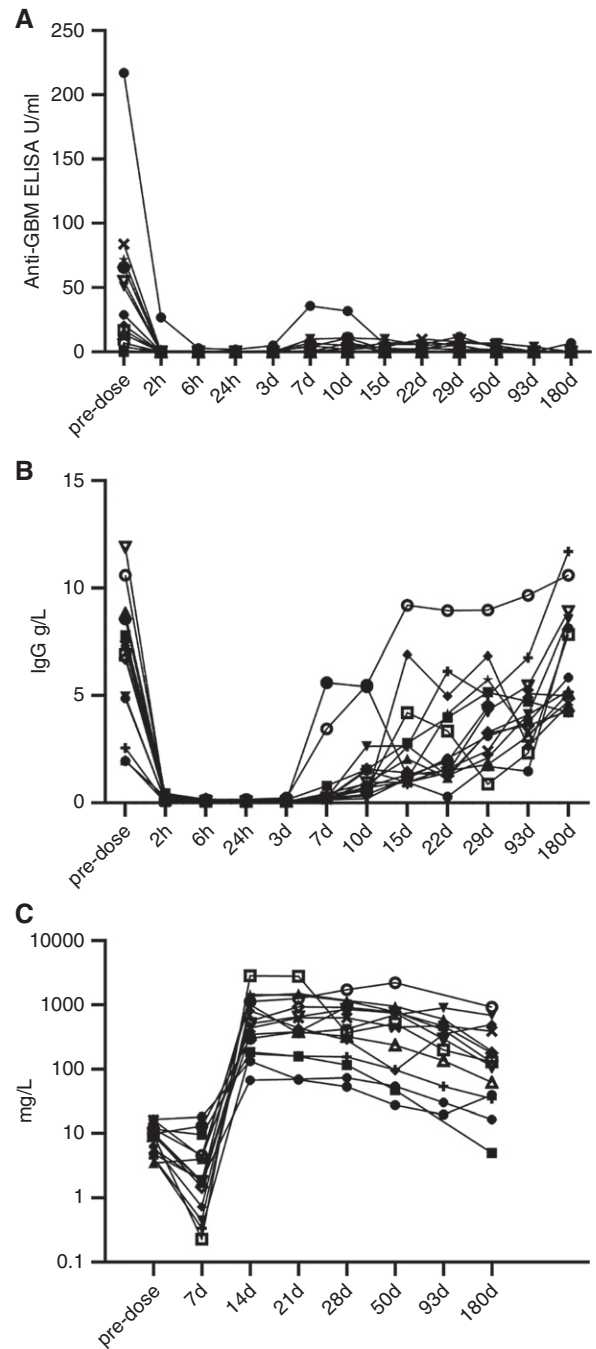 A
Anti-GBM ELISA U/ml
250
200
150
100
50
0
pre-dose 2h 6h 24h 3d 7d 10d 15d 22d 29d 50d 93d 180d
B
IgG g/L
15
10
5
0
pre-dose 2h 6h 24h 3d 7d 10d 15d 22d 29d 93d 180d
C
mg/L
10000
1000
100
10
1
0.1
pre-dose 7d 14d 21d 28d 50d 93d 180d